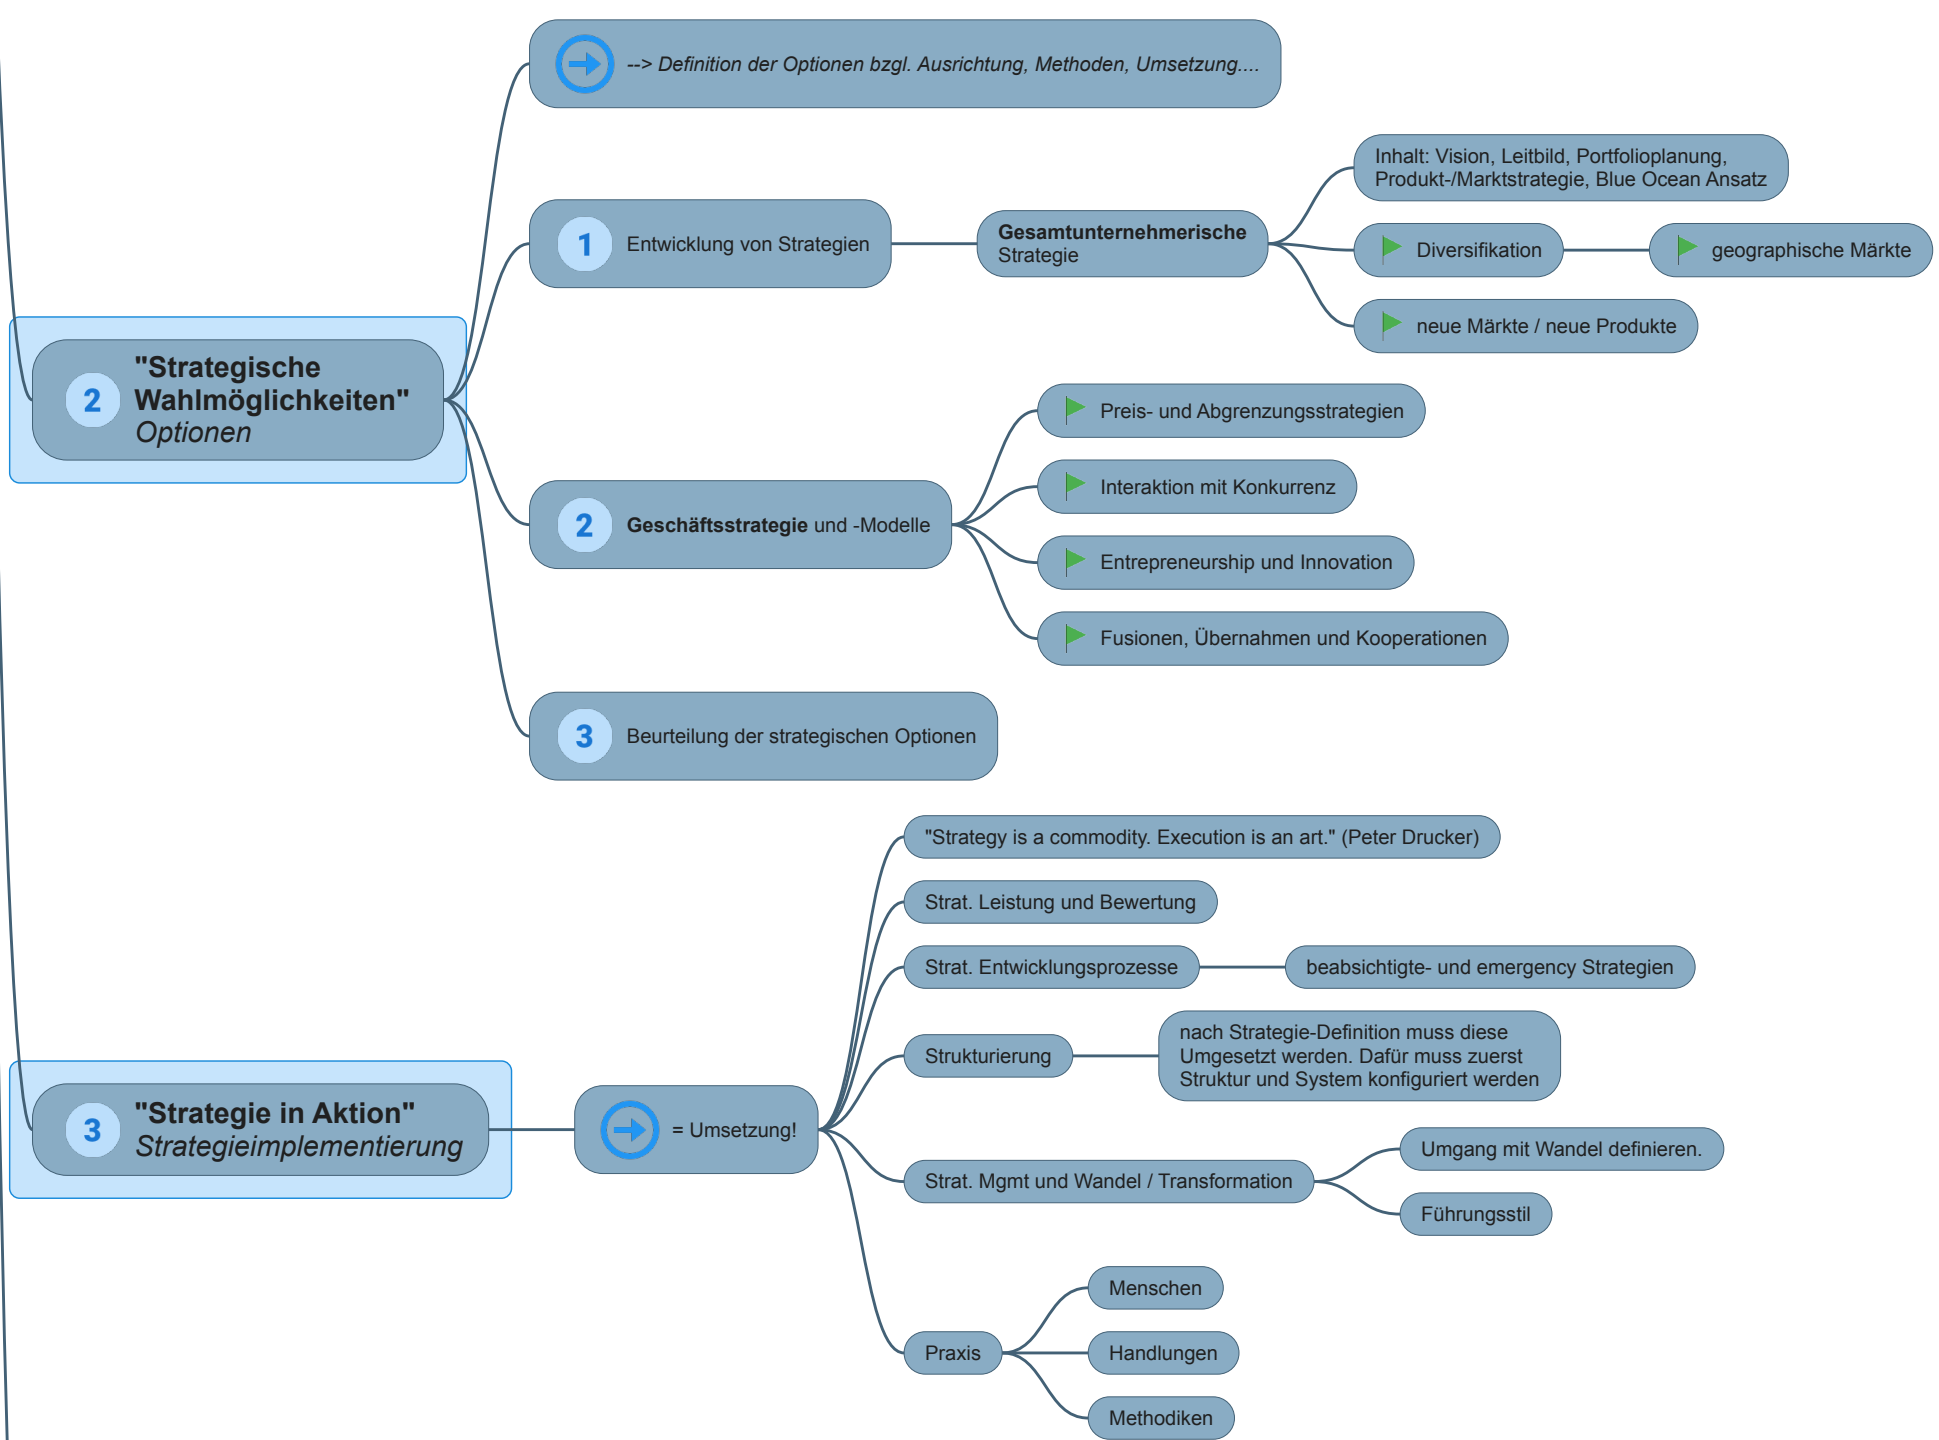 --> Definition der Optionen bzgl. Ausrichtung, Methoden, Umsetzung....
Inhalt: Vision, Leitbild, Portfolioplanung,
Produkt-/Marktstrategie, Blue Ocean Ansatz
1
Entwicklung von Strategien
Gesamtunternehmerische
Strategie
Diversifikation
geographische Märkte
neue Märkte / neue Produkte
2
"Strategische
Wahlmöglichkeiten"
Optionen
Preis- und Abgrenzungsstrategien
Interaktion mit Konkurrenz
2
Geschäftsstrategie und -Modelle
Entrepreneurship und Innovation
Fusionen, Übernahmen und Kooperationen
3
Beurteilung der strategischen Optionen
"Strategy is a commodity. Execution is an art." (Peter Drucker)
Strat. Leistung und Bewertung
Strat. Entwicklungsprozesse
beabsichtigte- und emergency Strategien
Strukturierung
nach Strategie-Definition muss diese
Umgesetzt werden. Dafür muss zuerst
Struktur und System konfiguriert werden
3
"Strategie in Aktion"
Strategieimplementierung
= Umsetzung!
Strat. Mgmt und Wandel / Transformation
Umgang mit Wandel definieren.
Führungsstil
Praxis
Menschen
Handlungen
Methodiken